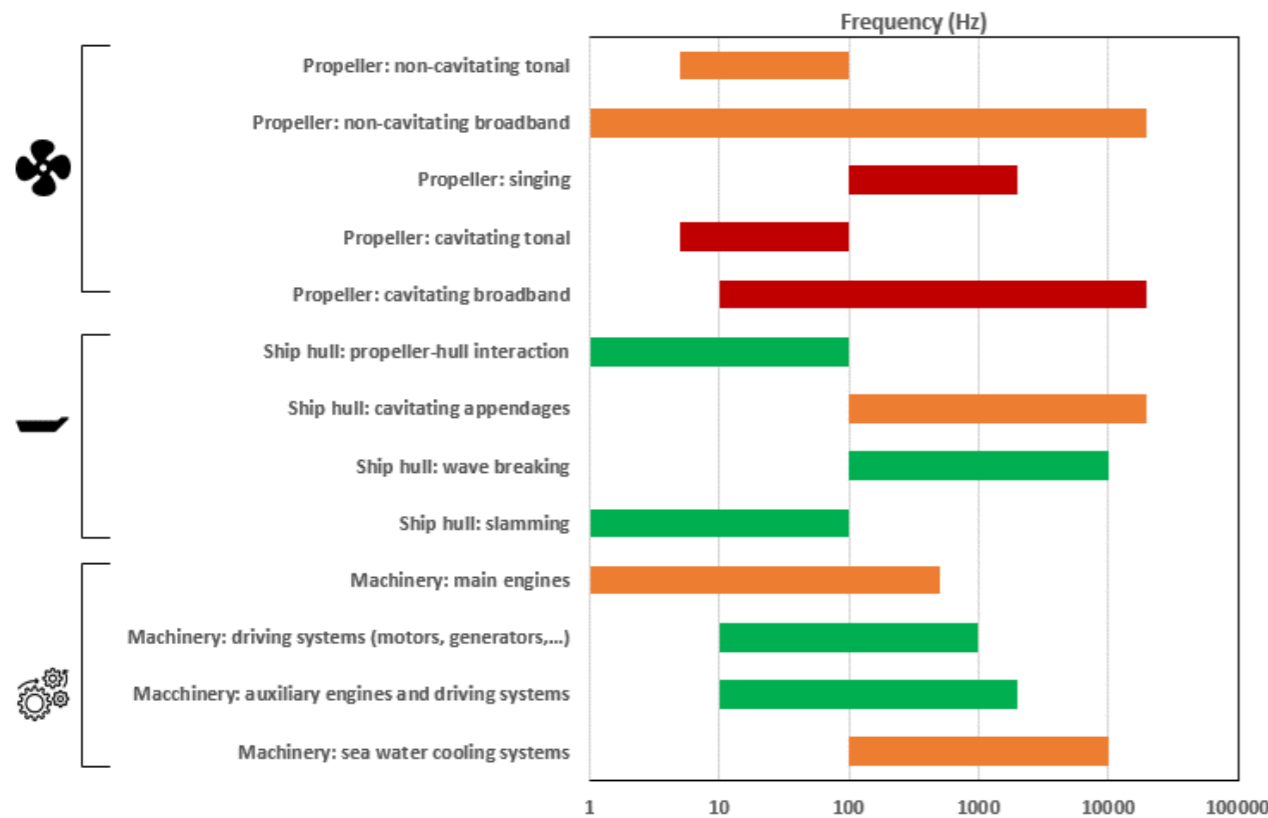 Frequency (Hz)
Propeller: non-cavitating tonal
Propeller: non-cavitating broadband
Propeller: singing
Propeller: cavitating tonal
Propeller: cavitating broadband
Ship hull: propeller-hull interaction
Ship hull: cavitating appendages
Ship hull: wave breaking
Ship hull: slamming
Machinery: main engines
Machinery: driving systems (motors, generators,...)
Macchinery: auxiliary engines and driving systems
Machinery: sea water cooling systems
1 10 100 1000 10000 100000